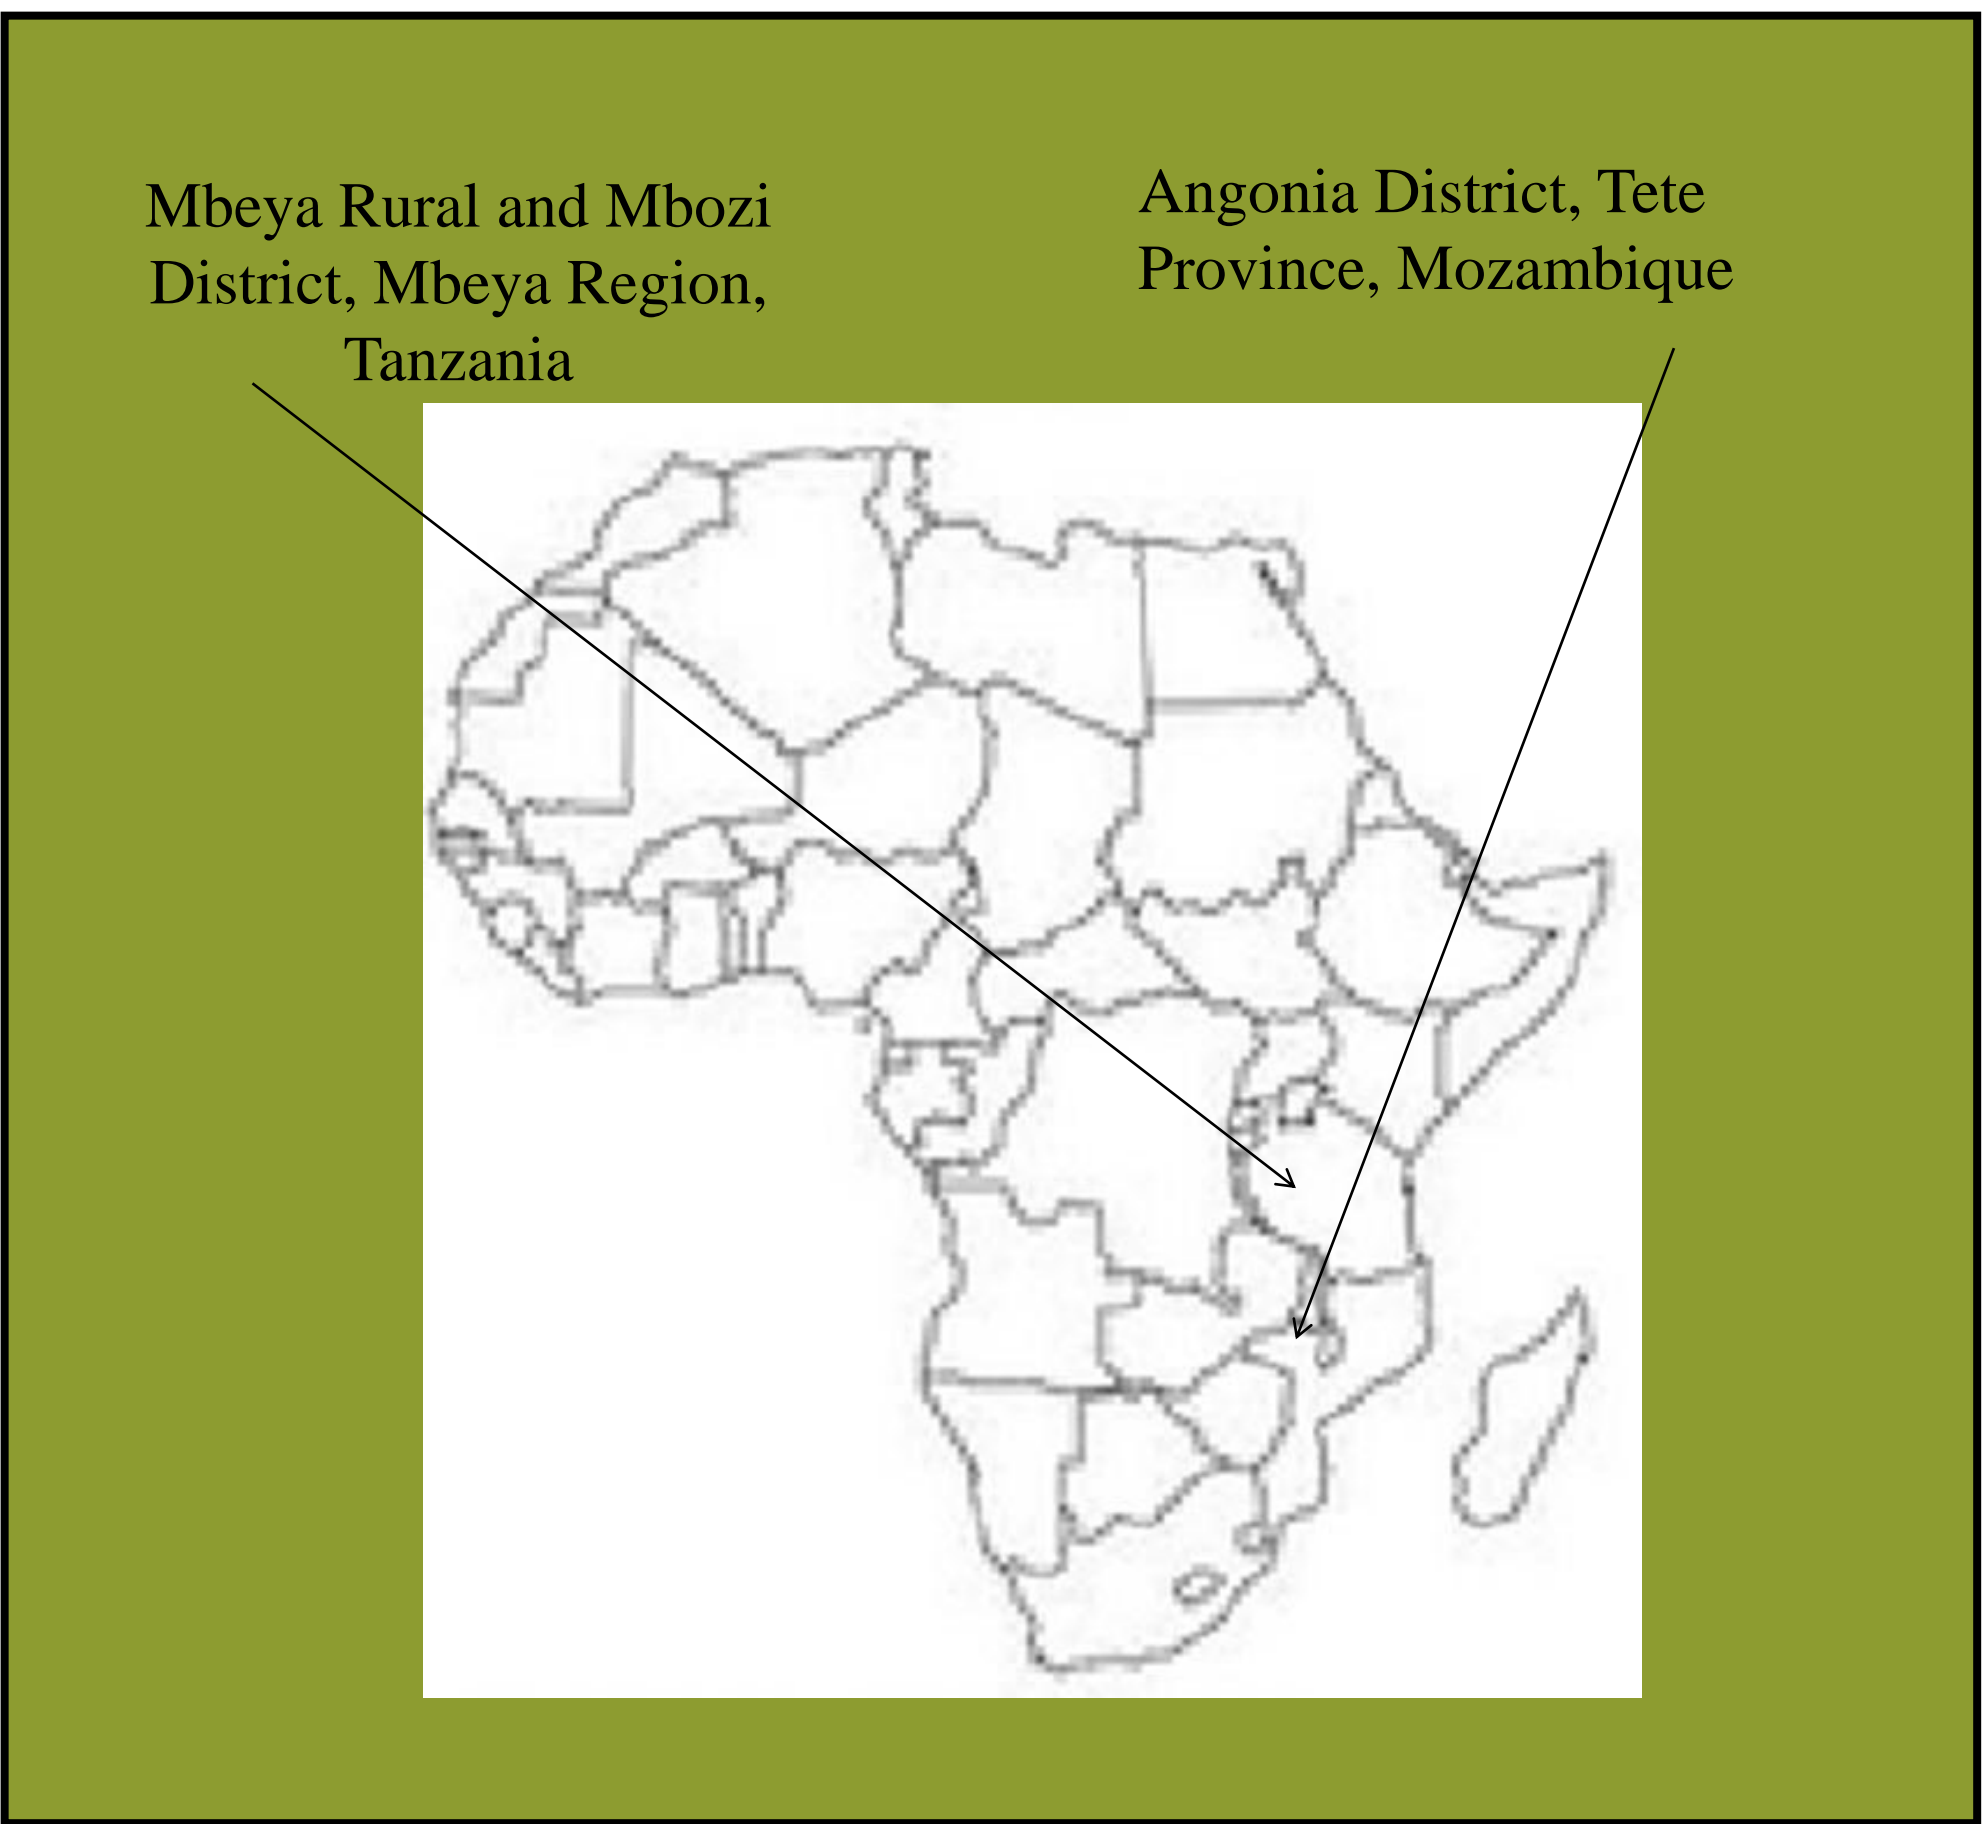 Mbeya Rural and Mbozi
District, Mbeya Region,
Tanzania
Angonia District, Tete
Province, Mozambique